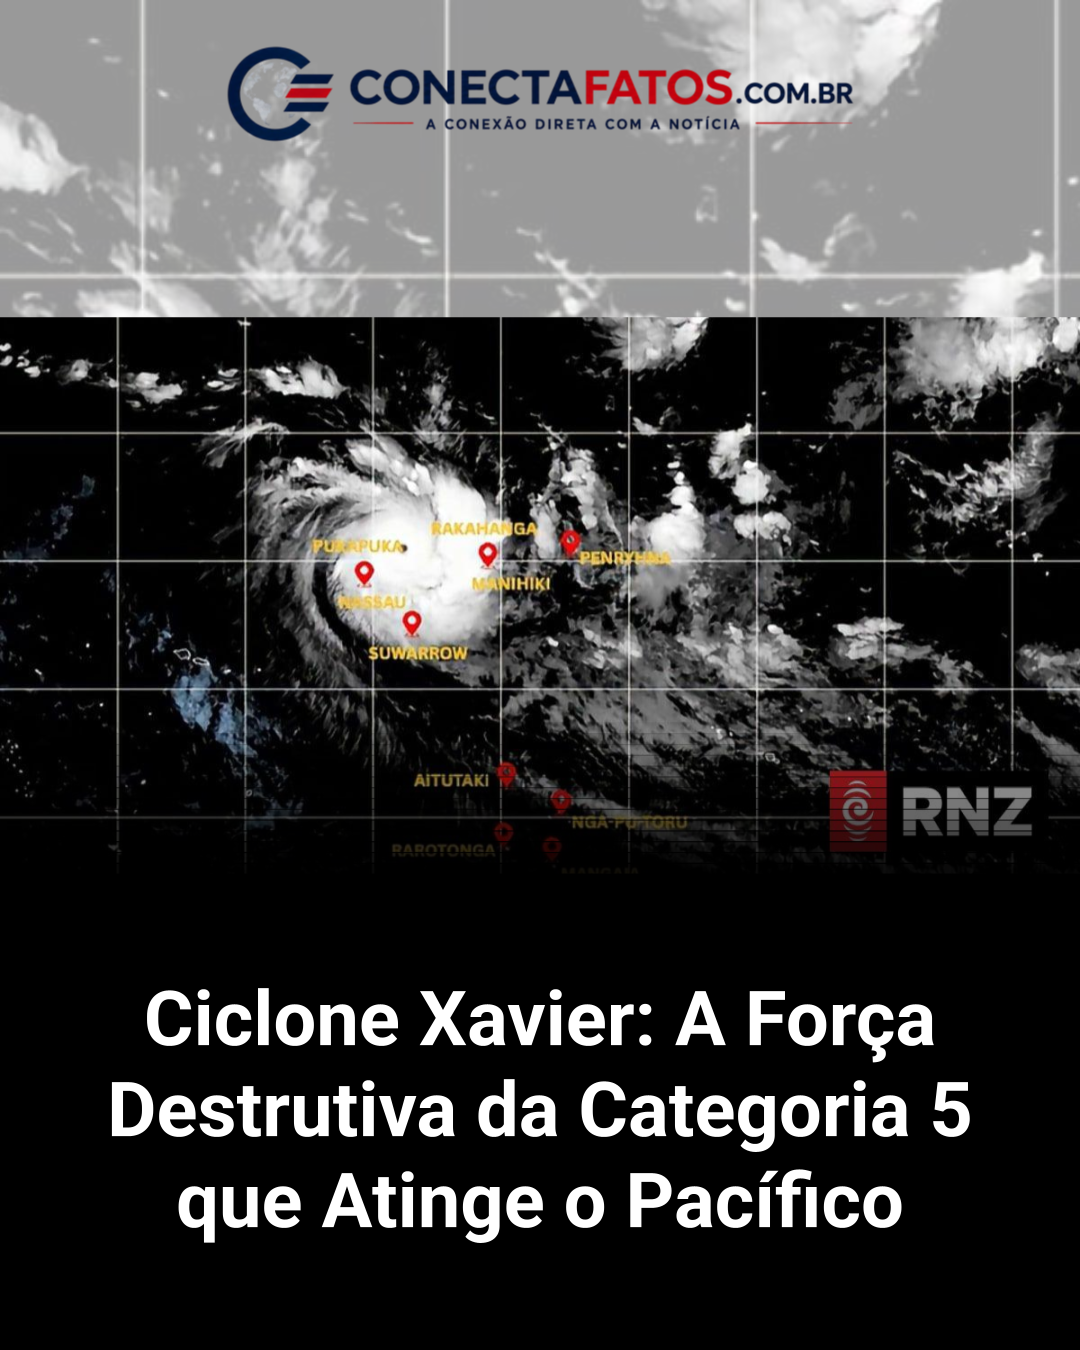 CONECTAFATOS.COM.BR
A CONEXÃO DIRETA COM A NOTÍCIA
RAKAHANGA
PUKAPUKA
PENRYHNA
MANIHIKI
NASSAU
SUWARROW
AITUTAKI
RNZ
NGA-PU-TORU
RAROTONGA
Ciclone Xavier: A Força
Destrutiva da Categoria 5
que Atinge o Pacífico